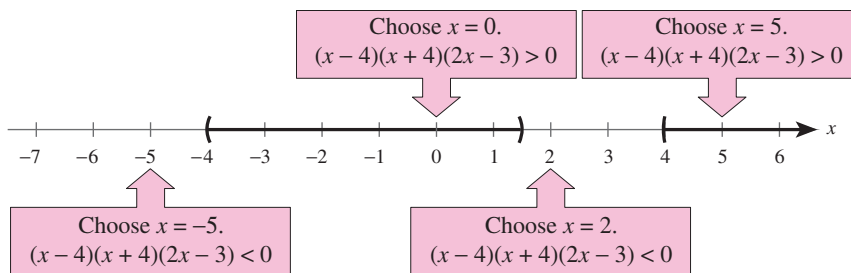 Choose x = 0.
(x – 4)(x + 4)(2x – 3) > 0
Choose x = 5.
(x – 4)(x + 4)(2x – 3) > 0
x
–7 –6 –5 –4 –3 –2 –1 0 1 2 3 4 5 6
Choose x = –5.
(x – 4)(x + 4)(2x – 3) < 0
Choose x = 2.
(x – 4)(x + 4)(2x – 3) < 0